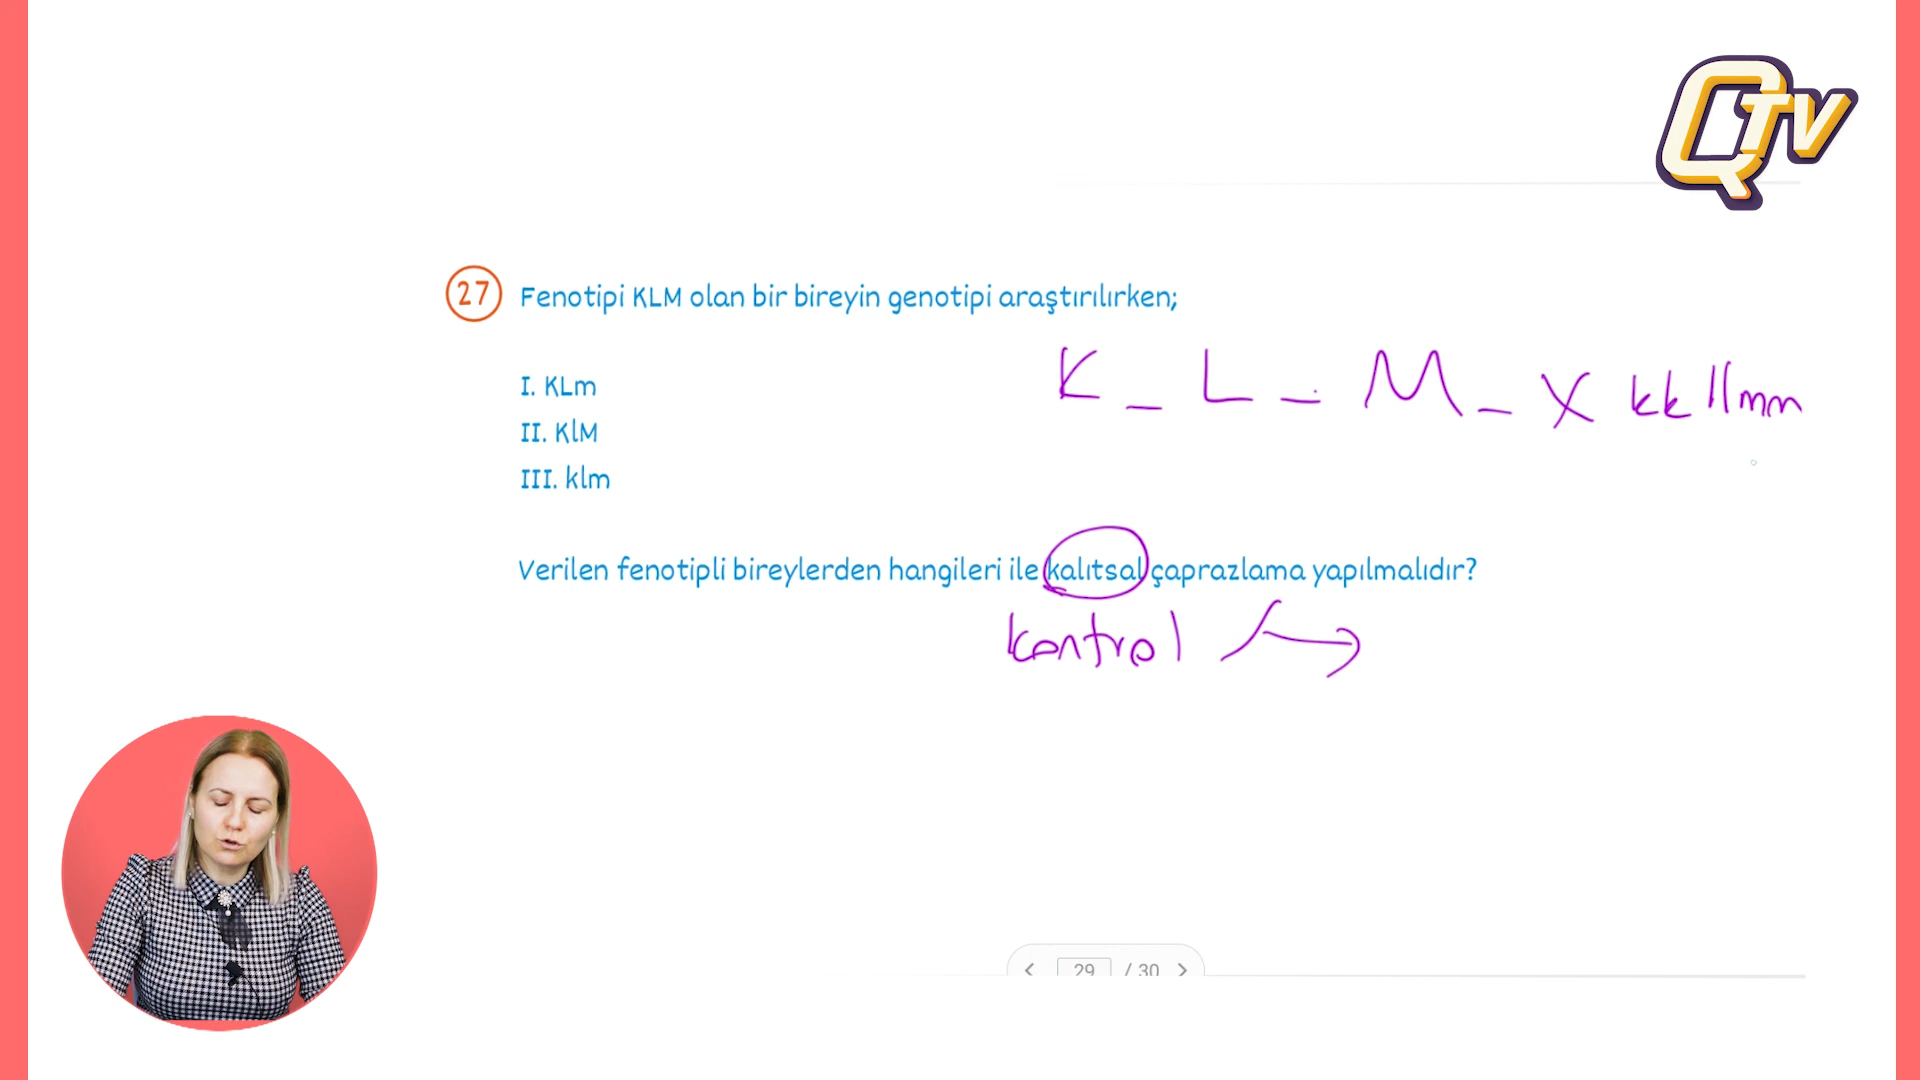 QTV
27 Fenotipi KLM olan bir bireyin genotipi araştırılırken;
I. KLm
II. KlM
III. klm
K _ L _ M _ X kk ll mm
Verilen fenotipli bireylerden hangileri ile kalıtsal çaprazlama yapılmalıdır?
kontrol
< 29 / 30 >